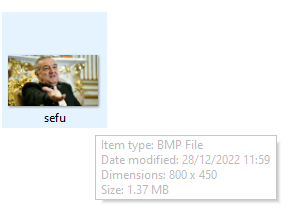 sefu
Item type: BMP File
Date modified: 28/12/2022 11:59
Dimensions: 800 x 450
Size: 1.37 MB